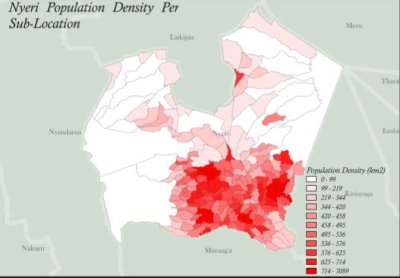 Nyeri Population Density Per
Sub-Location
Meru
Laikipia
Nyandarua
Nyeri
Population Density (km2)
0 - 99
99 - 219
219 - 344
344 - 420
420 - 458
458 - 495
495 - 536
536 - 576
576 - 625
625 - 714
714 - 7089
Kirinyaga
Nakuru
Murang'a